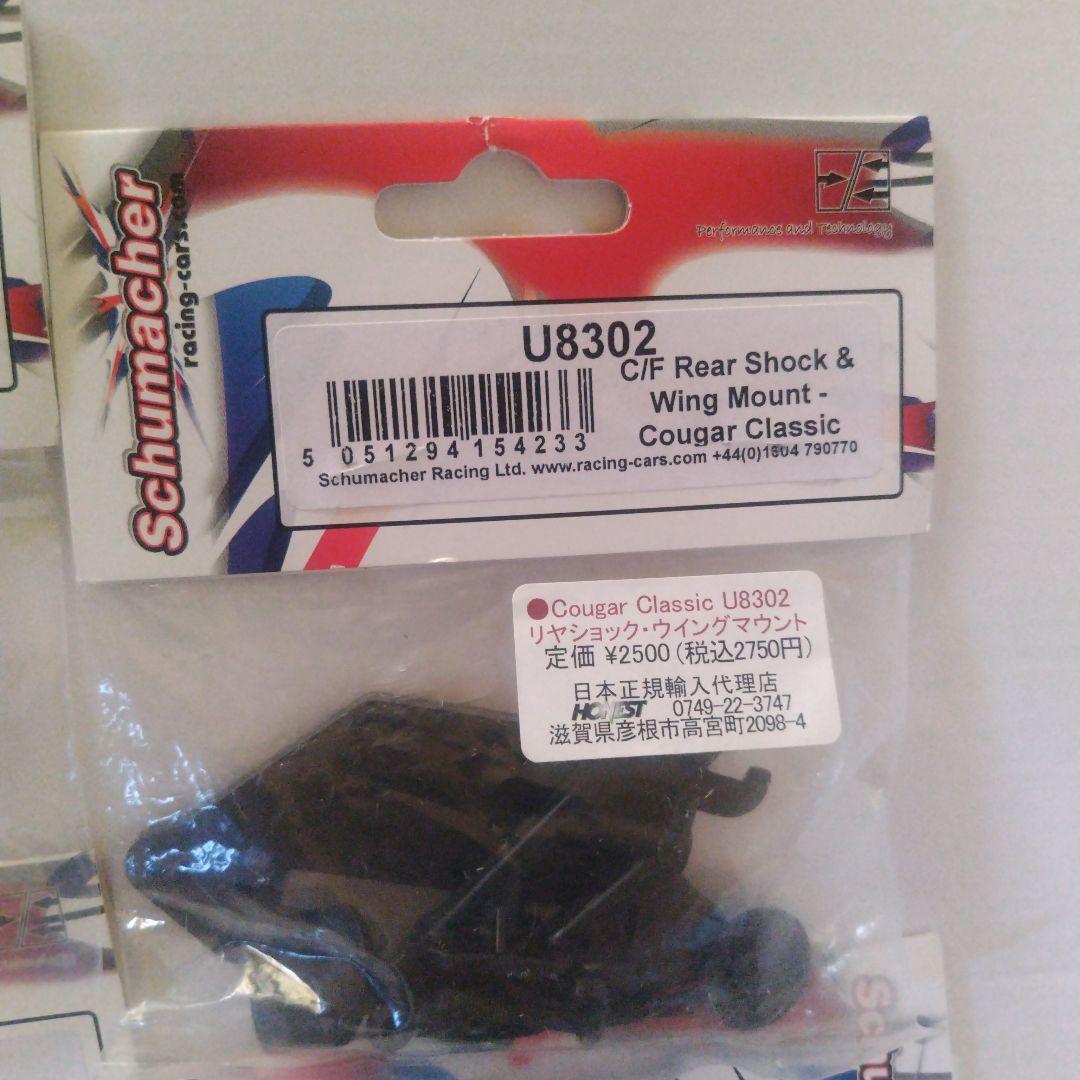 Schumacher
racing-cars.com
Performance and Technology
U8302
C/F Rear Shock &
Wing Mount -
Cougar Classic
5 051294 154233
Schumacher Racing Ltd. www.racing-cars.com +44(0)1604 790770
●Cougar Classic U8302
リヤショック・ウイングマウント
定価 ¥2500(税込2750円)
日本正規輸入代理店
HONEST 0749-22-3747
滋賀県彦根市高宮町2098-4
Sc